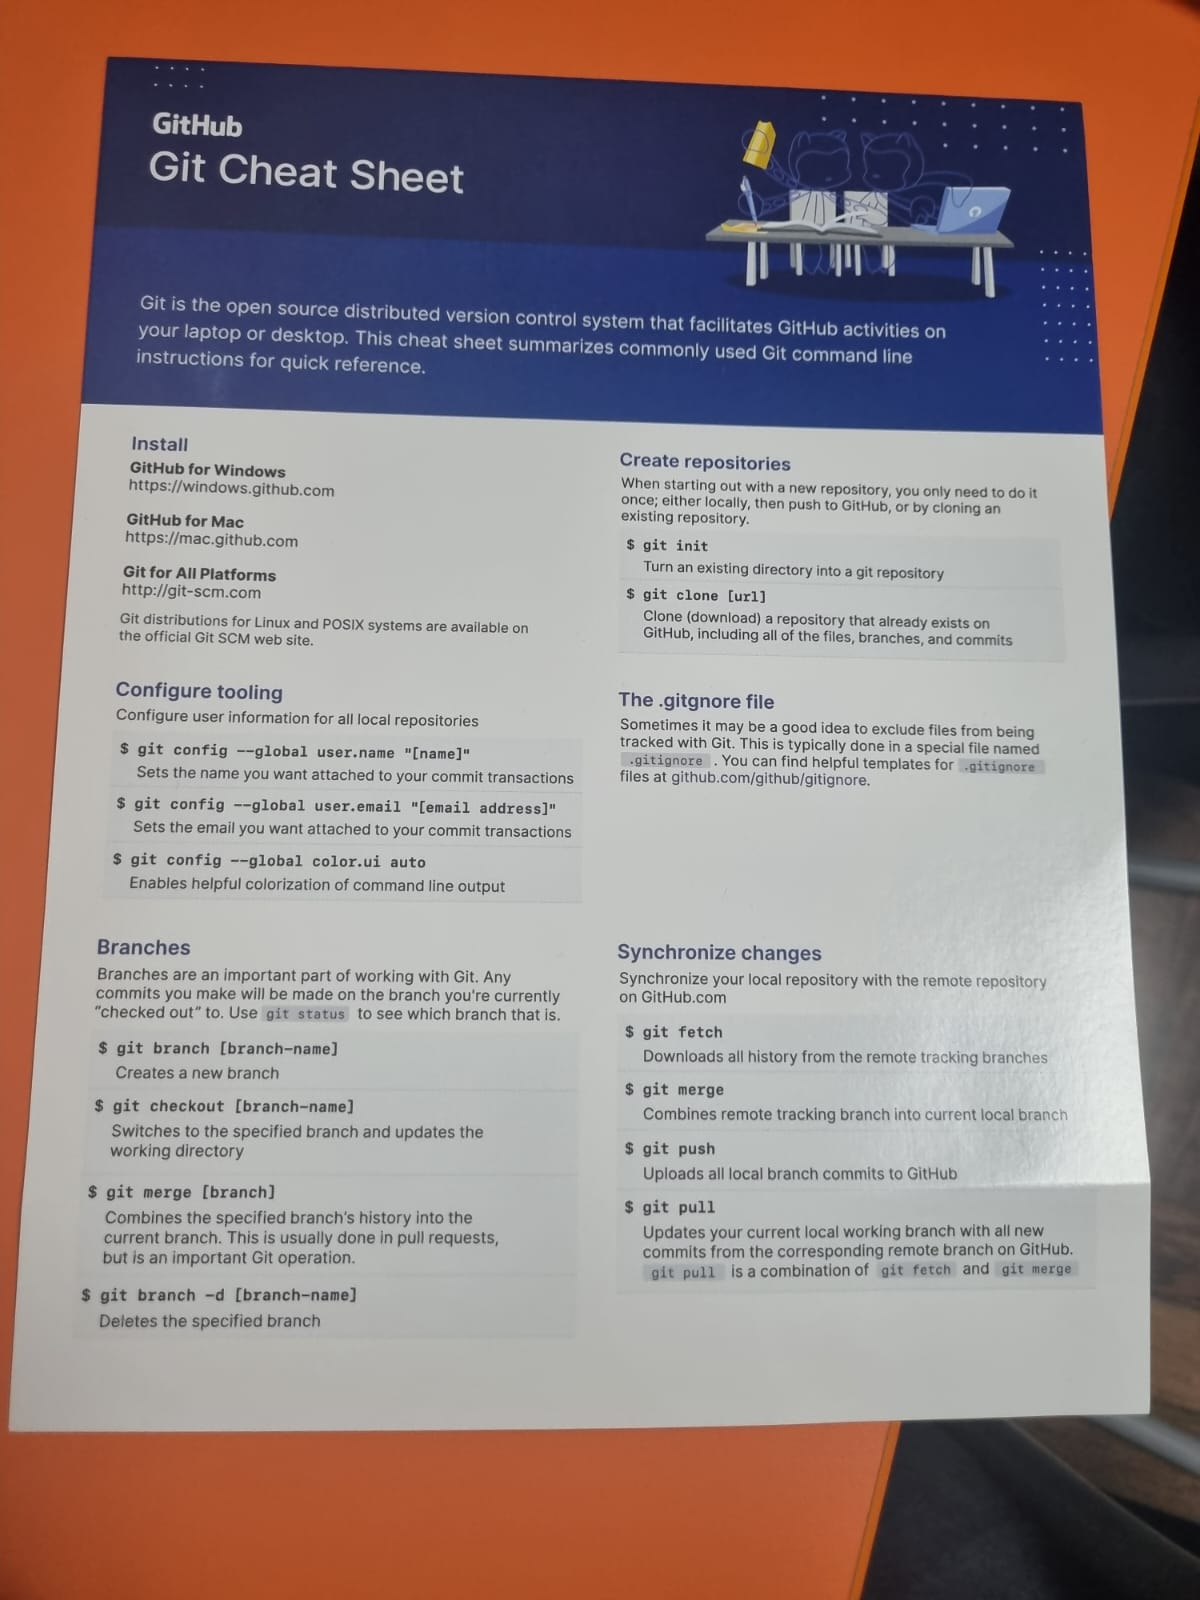 GitHub
Git Cheat Sheet
Git is the open source distributed version control system that facilitates GitHub activities on
your laptop or desktop. This cheat sheet summarizes commonly used Git command line
instructions for quick reference.
Install
GitHub for Windows
https://windows.github.com
GitHub for Mac
https://mac.github.com
Git for All Platforms
http://git-scm.com
Git distributions for Linux and POSIX systems are available on
the official Git SCM web site.
Configure tooling
Configure user information for all local repositories
$ git config --global user.name "[name]"
Sets the name you want attached to your commit transactions
$ git config --global user.email "[email address]"
Sets the email you want attached to your commit transactions
$ git config --global color.ui auto
Enables helpful colorization of command line output
Branches
Branches are an important part of working with Git. Any
commits you make will be made on the branch you're currently
"checked out" to. Use git status to see which branch that is.
$ git branch [branch-name]
Creates a new branch
$ git checkout [branch-name]
Switches to the specified branch and updates the
working directory
$ git merge [branch]
Combines the specified branch's history into the
current branch. This is usually done in pull requests,
but is an important Git operation.
$ git branch -d [branch-name]
Deletes the specified branch
Create repositories
When starting out with a new repository, you only need to do it
once; either locally, then push to GitHub, or by cloning an
existing repository.
$ git init
Turn an existing directory into a git repository
$ git clone [url]
Clone (download) a repository that already exists on
GitHub, including all of the files, branches, and commits
The .gitgnore file
Sometimes it may be a good idea to exclude files from being
tracked with Git. This is typically done in a special file named
.gitignore . You can find helpful templates for .gitignore
files at github.com/github/gitignore.
Synchronize changes
Synchronize your local repository with the remote repository
on GitHub.com
$ git fetch
Downloads all history from the remote tracking branches
$ git merge
Combines remote tracking branch into current local branch
$ git push
Uploads all local branch commits to GitHub
$ git pull
Updates your current local working branch with all new
commits from the corresponding remote branch on GitHub.
git pull is a combination of git fetch and git merge